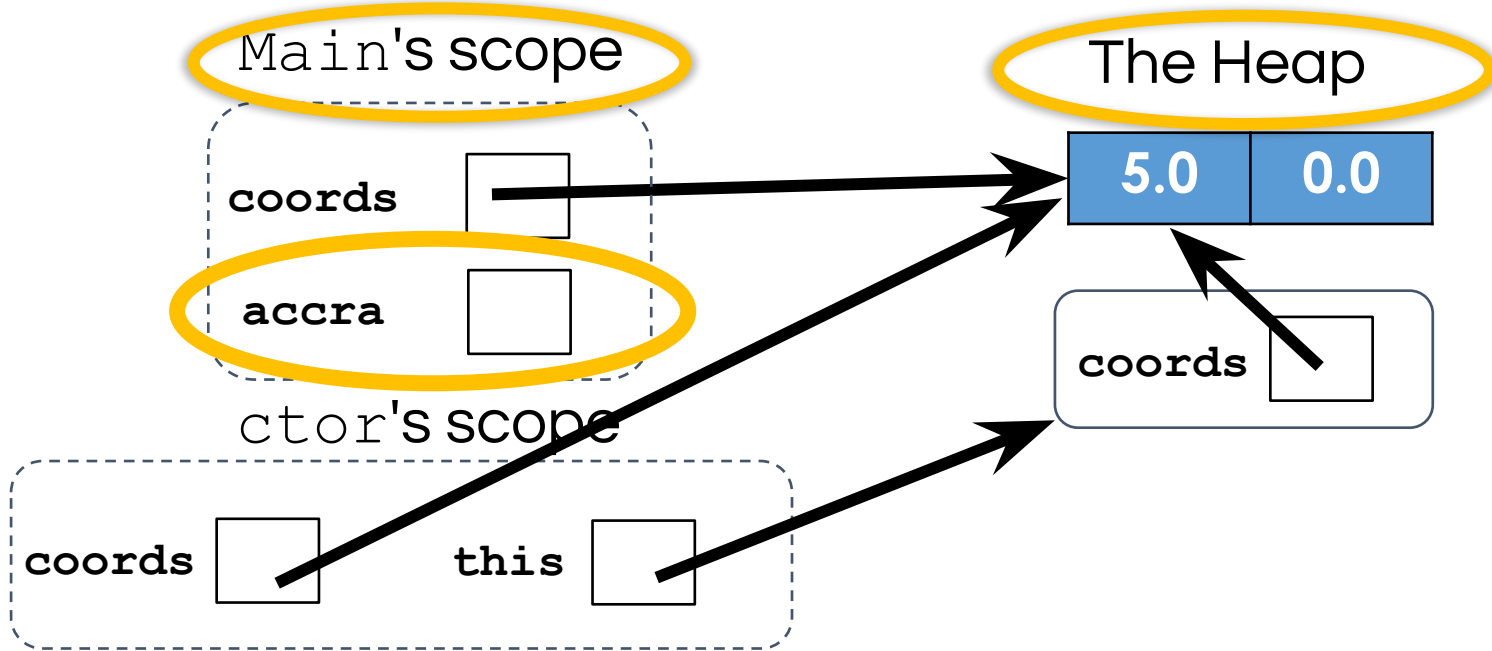 Main's scope
The Heap
coords
5.0 0.0
accra
coords
ctor's scope
coords
this